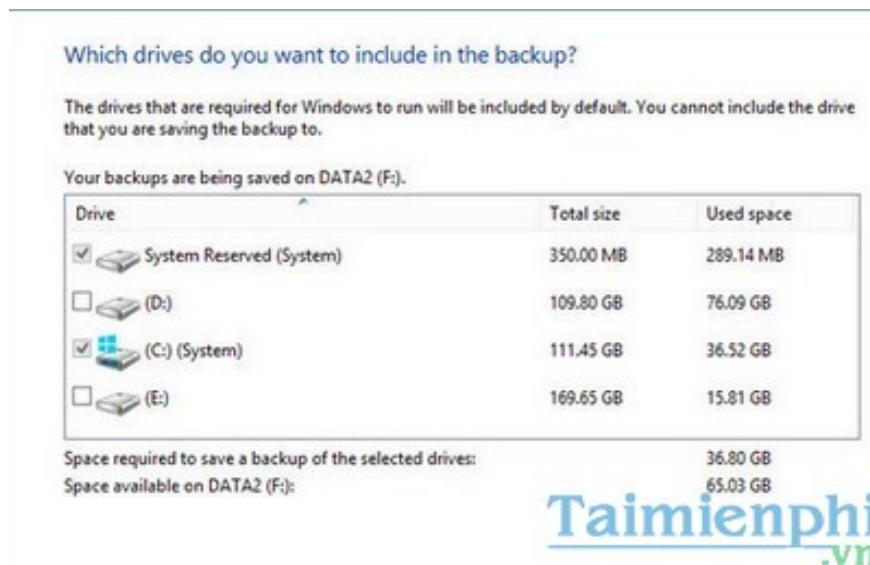 Which drives do you want to include in the backup?
The drives that are required for Windows to run will be included by default. You cannot include the drive
that you are saving the backup to.
Your backups are being saved on DATA2 (F:).
Drive Total size Used space
System Reserved (System) 350.00 MB 289.14 MB
(D:) 109.80 GB 76.09 GB
(C:) (System) 111.45 GB 36.52 GB
(E:) 169.65 GB 15.81 GB
Space required to save a backup of the selected drives: 36.80 GB
Space available on DATA2 (F:): 65.03 GB
Taimienphi
.vn